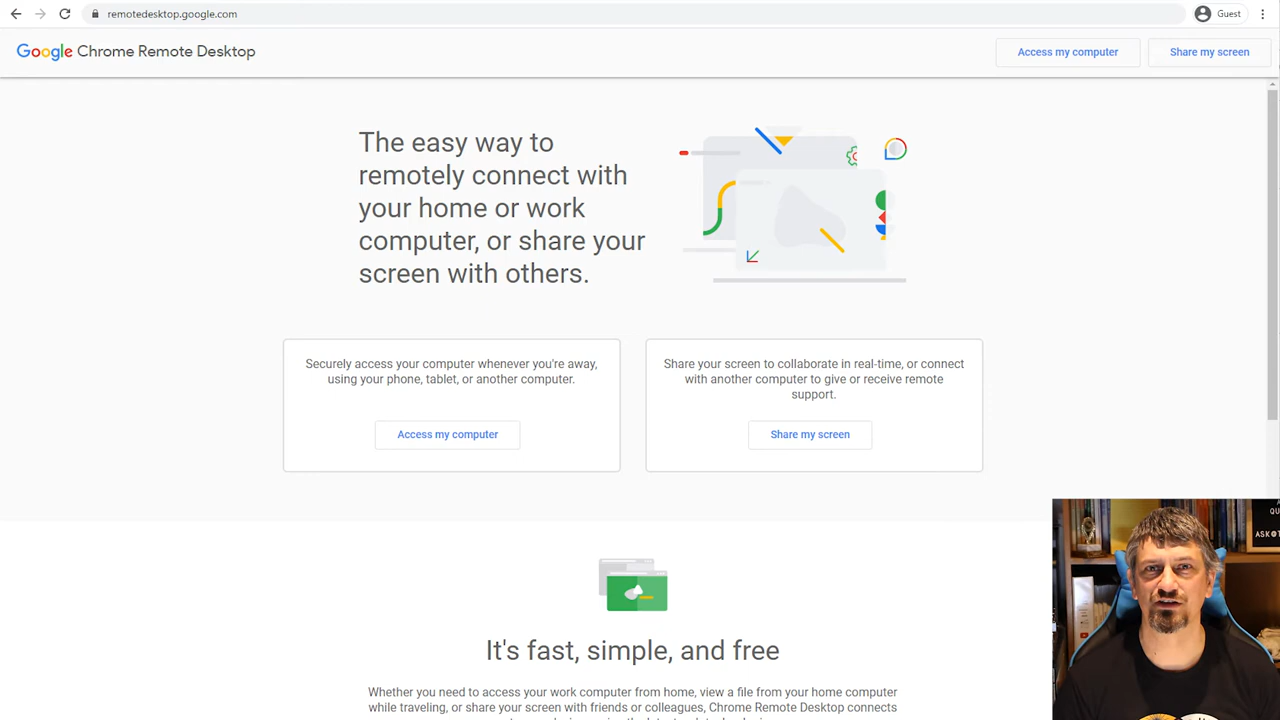 remotedesktop.google.com
Guest
Google Chrome Remote Desktop
Access my computer
Share my screen
The easy way to
remotely connect with
your home or work
computer, or share your
screen with others.
Securely access your computer whenever you're away,
using your phone, tablet, or another computer.
Access my computer
Share your screen to collaborate in real-time, or connect
with another computer to give or receive remote
support.
Share my screen
It's fast, simple, and free
Whether you need to access your work computer from home, view a file from your home computer
while traveling, or share your screen with friends or colleagues, Chrome Remote Desktop connects
A
QU
ASK@T